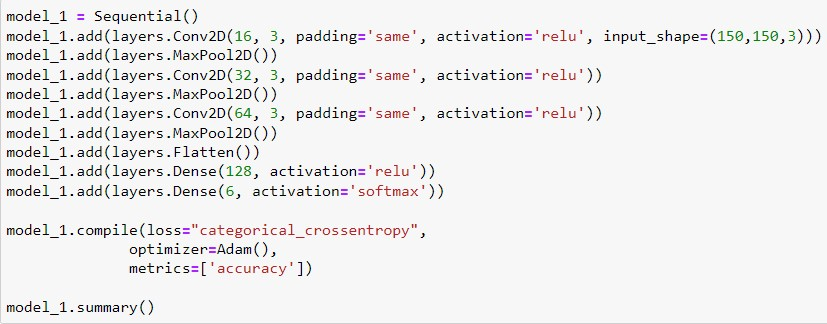 model_1 = Sequential()
model_1.add(layers.Conv2D(16, 3, padding='same', activation='relu', input_shape=(150,150,3)))
model_1.add(layers.MaxPool2D())
model_1.add(layers.Conv2D(32, 3, padding='same', activation='relu'))
model_1.add(layers.MaxPool2D())
model_1.add(layers.Conv2D(64, 3, padding='same', activation='relu'))
model_1.add(layers.MaxPool2D())
model_1.add(layers.Flatten())
model_1.add(layers.Dense(128, activation='relu'))
model_1.add(layers.Dense(6, activation='softmax'))

model_1.compile(loss="categorical_crossentropy",
              optimizer=Adam(),
              metrics=['accuracy'])

model_1.summary()